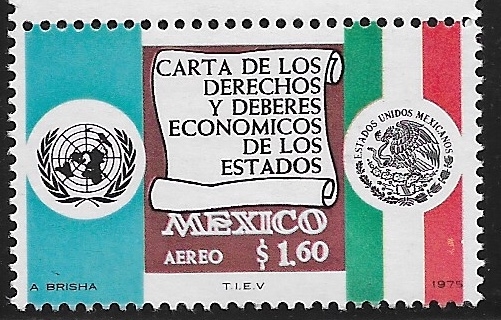 CARTA DE LOS
DERECHOS
Y DEBERES
ECONOMICOS
DE LOS
ESTADOS
ESTADOS UNIDOS MEXICANOS
MEXICO
AEREO $1.60
A BRISHA T.I.E.V 1975